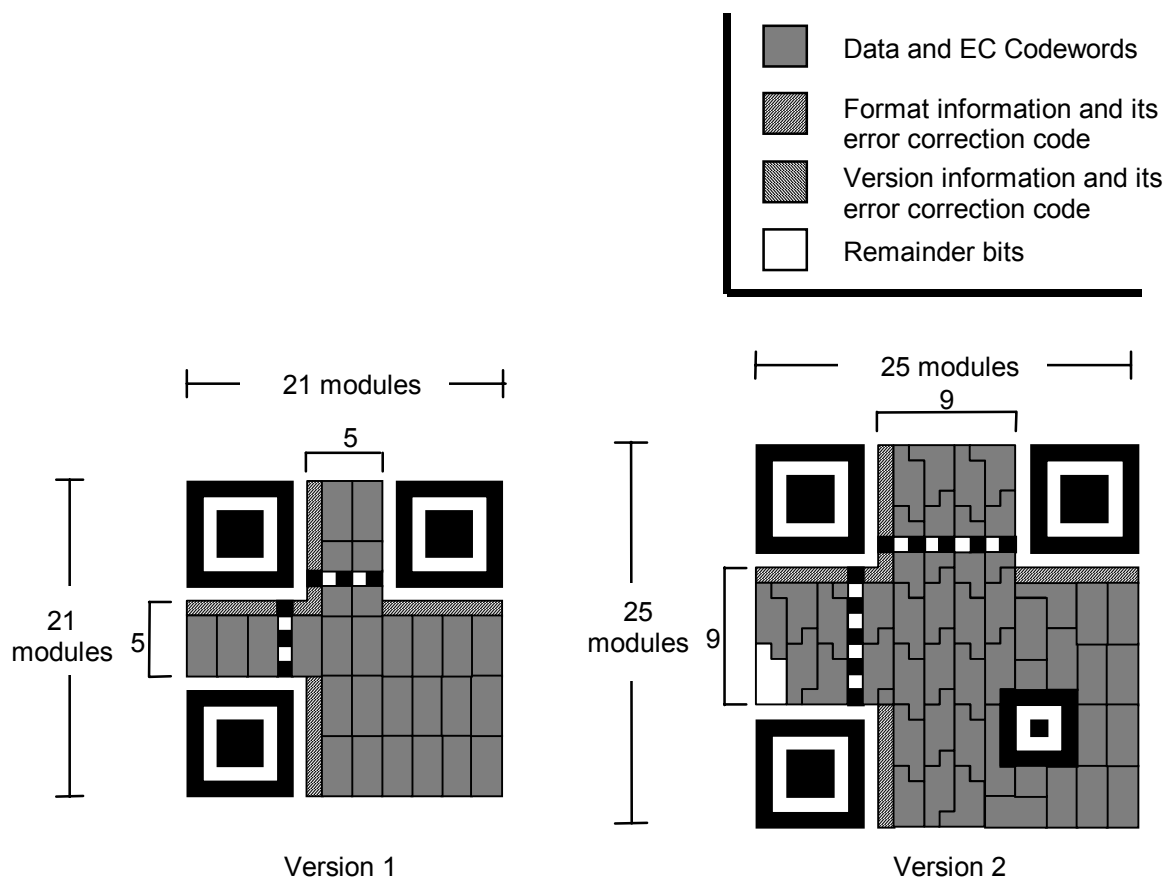 Data and EC Codewords
Format information and its
error correction code
Version information and its
error correction code
Remainder bits
21 modules
5
21
modules
5
Version 1
25 modules
9
25
modules
9
Version 2